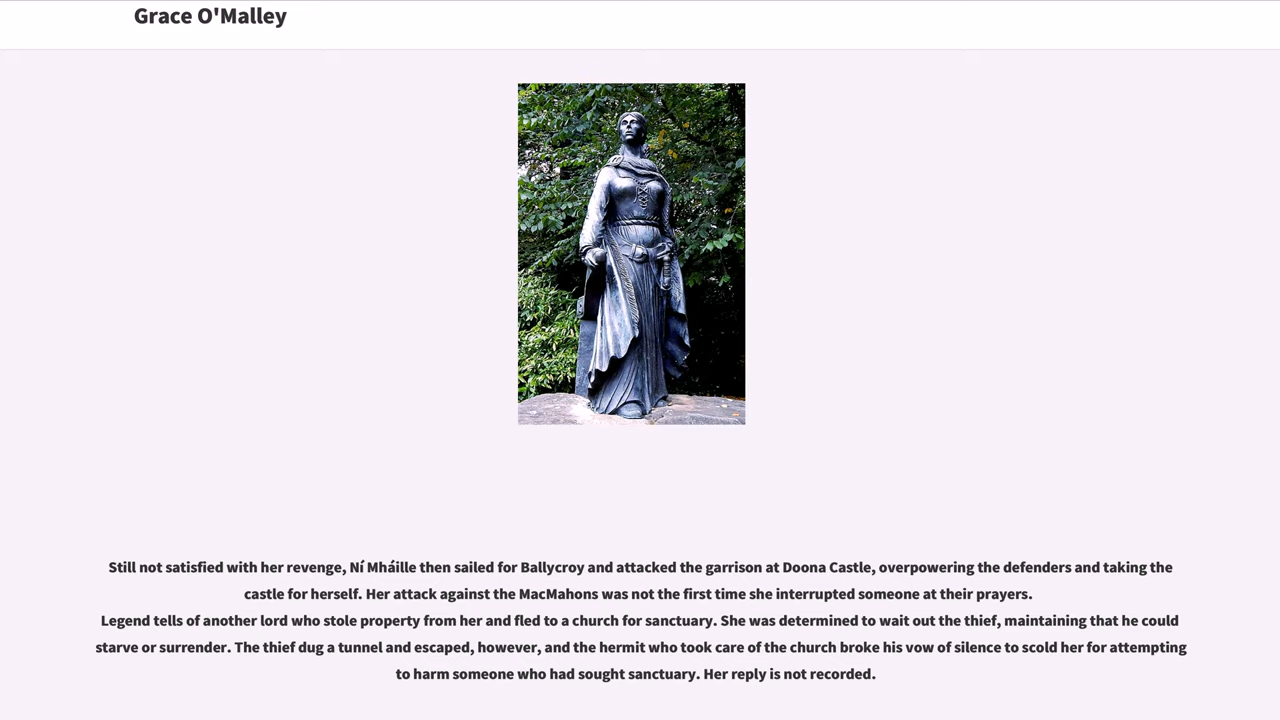 Grace O'Malley
Still not satisfied with her revenge, Ní Mháille then sailed for Ballycroy and attacked the garrison at Doona Castle, overpowering the defenders and taking the
castle for herself. Her attack against the MacMahons was not the first time she interrupted someone at their prayers.
Legend tells of another lord who stole property from her and fled to a church for sanctuary. She was determined to wait out the thief, maintaining that he could
starve or surrender. The thief dug a tunnel and escaped, however, and the hermit who took care of the church broke his vow of silence to scold her for attempting
to harm someone who had sought sanctuary. Her reply is not recorded.